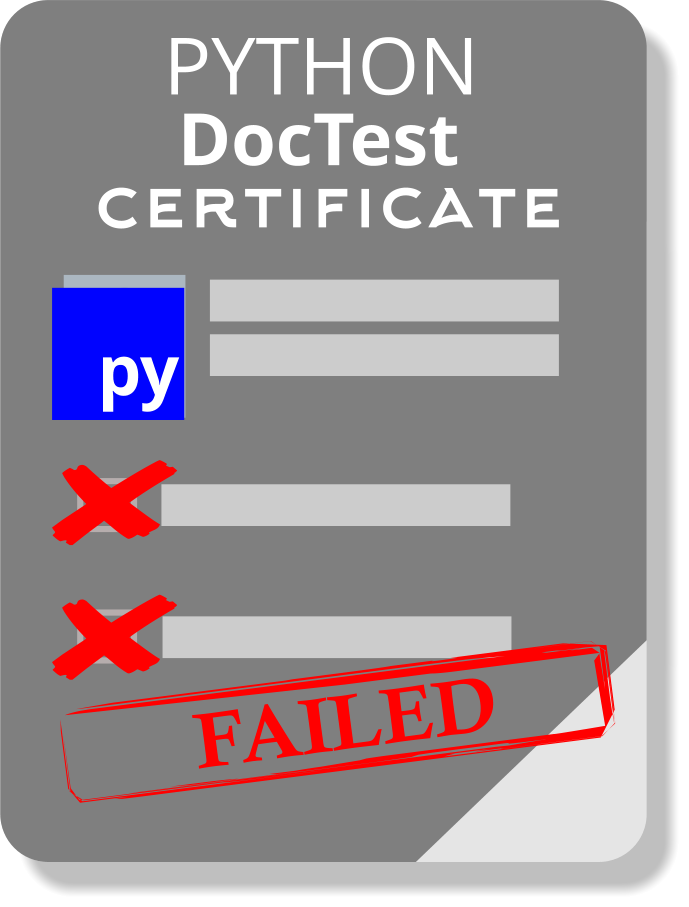 PYTHON
DocTest
CERTIFICATE
py
FAILED